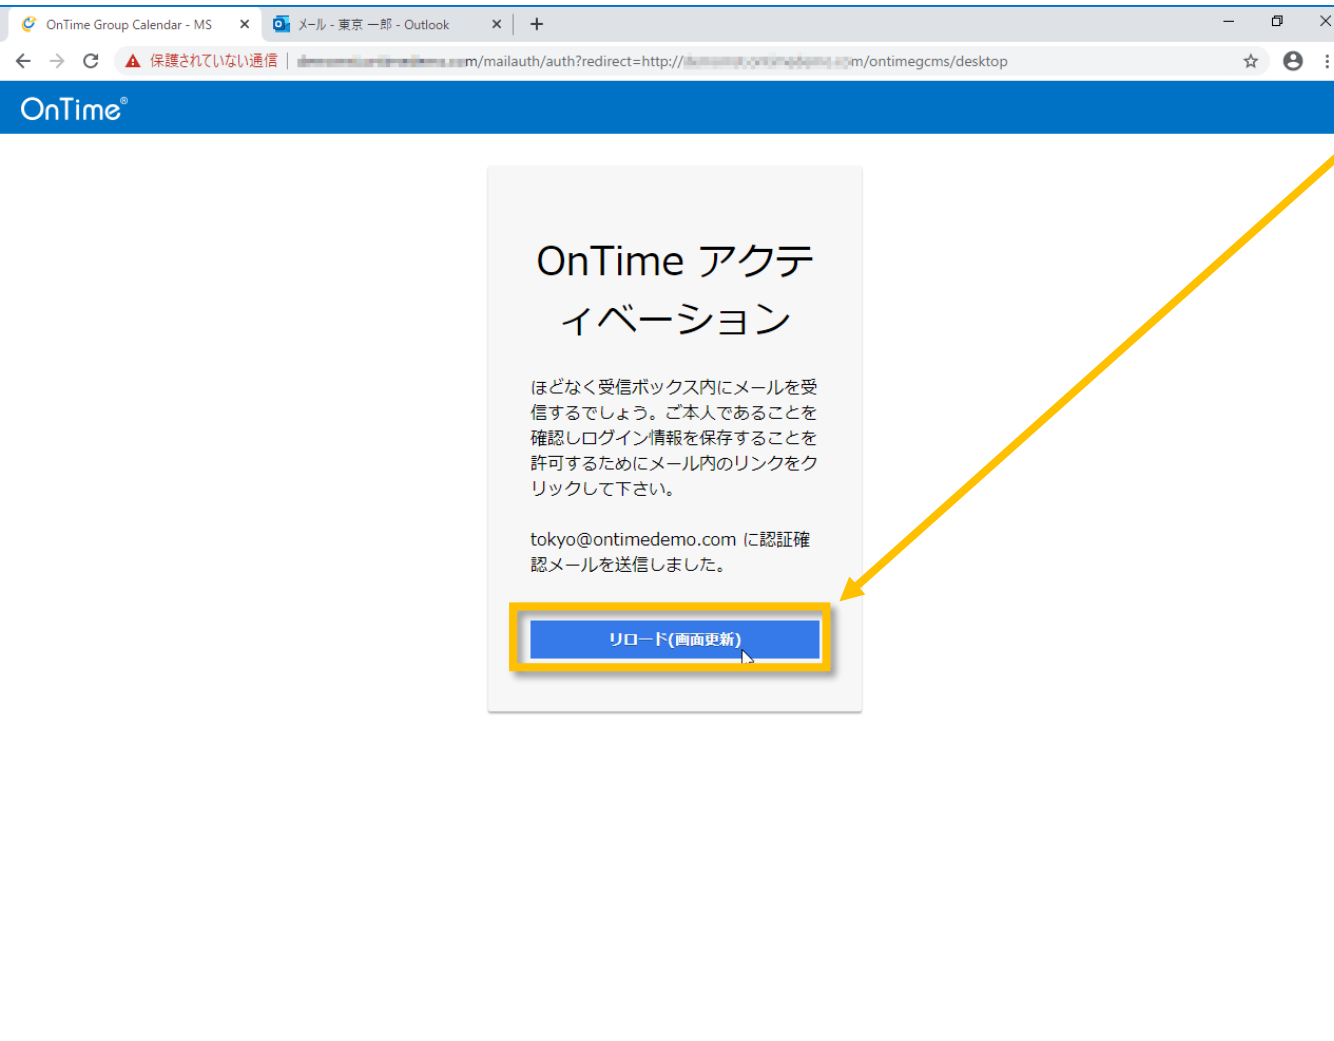 OnTime Group Calendar - MS
メール - 東京 一郎 - Outlook
保護されていない通信 | m/mailauth/auth?redirect=http:// m/ontimegcms/desktop
OnTime®
OnTime アクテ
ィベーション
ほどなく受信ボックス内にメールを受
信するでしょう。ご本人であることを
確認しログイン情報を保存することを
許可するためにメール内のリンクをク
リックして下さい。
tokyo@ontimedemo.com に認証確
認メールを送信しました。
リロード(画面更新)